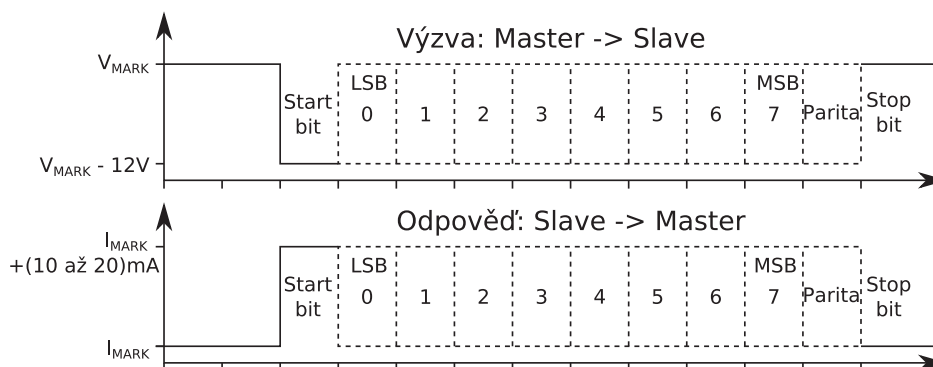 Výzva: Master -> Slave
V_MARK
LSB
MSB
Start
bit
0
1
2
3
4
5
6
7
Parita
Stop
bit
V_MARK - 12V
Odpověď: Slave -> Master
I_MARK
+(10 až 20)mA
LSB
MSB
Start
bit
0
1
2
3
4
5
6
7
Parita
Stop
bit
I_MARK